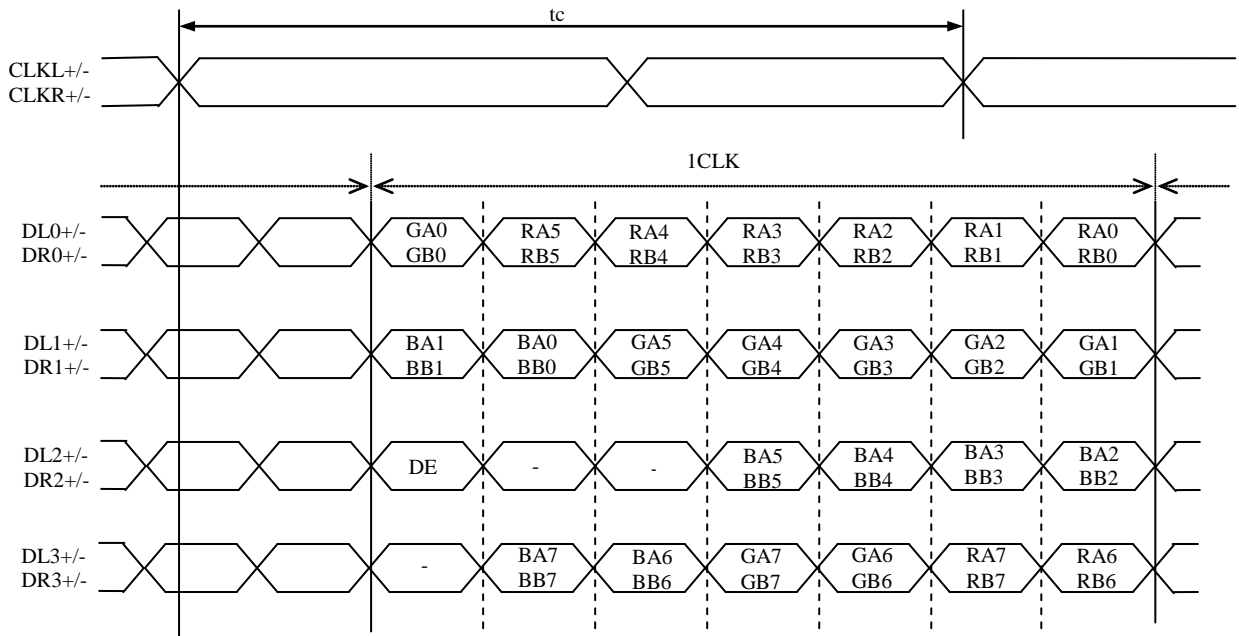 tc
CLKL+/-
CLKR+/-
1CLK
DL0+/- GA0 RA5 RA4 RA3 RA2 RA1 RA0
DR0+/- GB0 RB5 RB4 RB3 RB2 RB1 RB0
DL1+/- BA1 BA0 GA5 GA4 GA3 GA2 GA1
DR1+/- BB1 BB0 GB5 GB4 GB3 GB2 GB1
DL2+/- DE - - BA5 BA4 BA3 BA2
DR2+/- BB5 BB4 BB3 BB2
DL3+/- - BA7 BA6 GA7 GA6 RA7 RA6
DR3+/- BB7 BB6 GB7 GB6 RB7 RB6